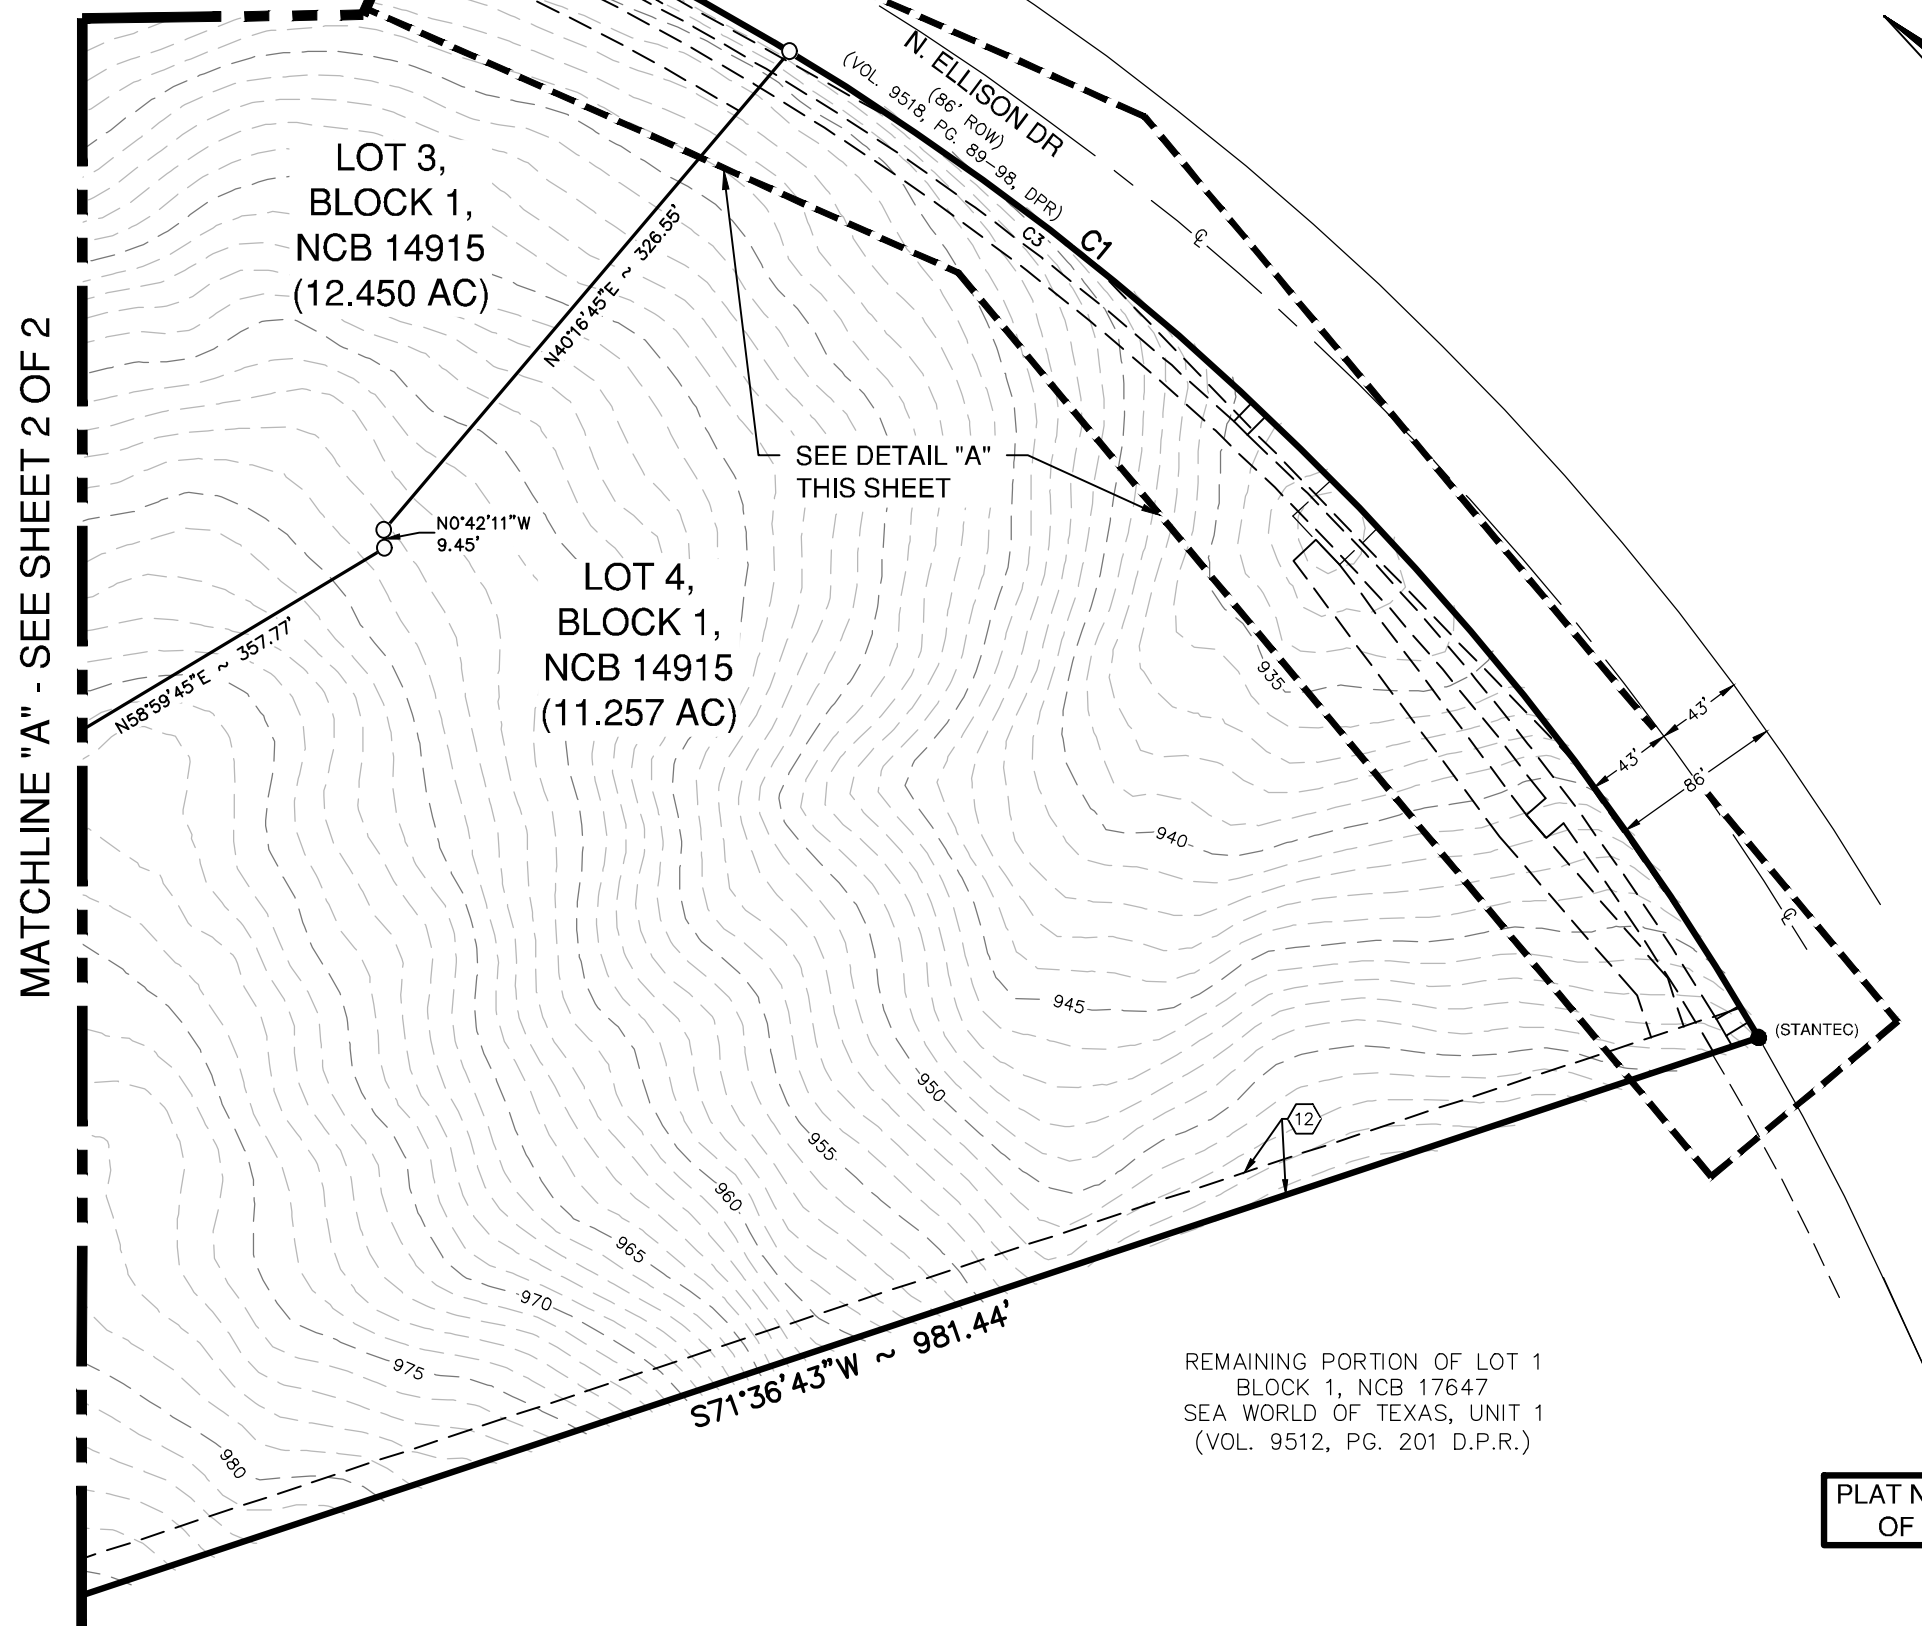 MATCHLINE "A" - SEE SHEET 2 OF 2
N. ELLISON DR
(86' ROW)
(VOL. 9518, PG. 89-98, DPR)
C3
C1
℄
LOT 3,
BLOCK 1,
NCB 14915
(12.450 AC)
N40°16'45"E ~ 326.55'
SEE DETAIL "A"
THIS SHEET
N0°42'11"W
9.45'
LOT 4,
BLOCK 1,
NCB 14915
(11.257 AC)
N58°59'45"E ~ 357.77'
935
43'
43'
86'
940
℄
945
(STANTEC)
950
12
955
960
965
970
975
980
S71°36'43"W ~ 981.44'
REMAINING PORTION OF LOT 1
BLOCK 1, NCB 17647
SEA WORLD OF TEXAS, UNIT 1
(VOL. 9512, PG. 201 D.P.R.)
PLAT N
OF